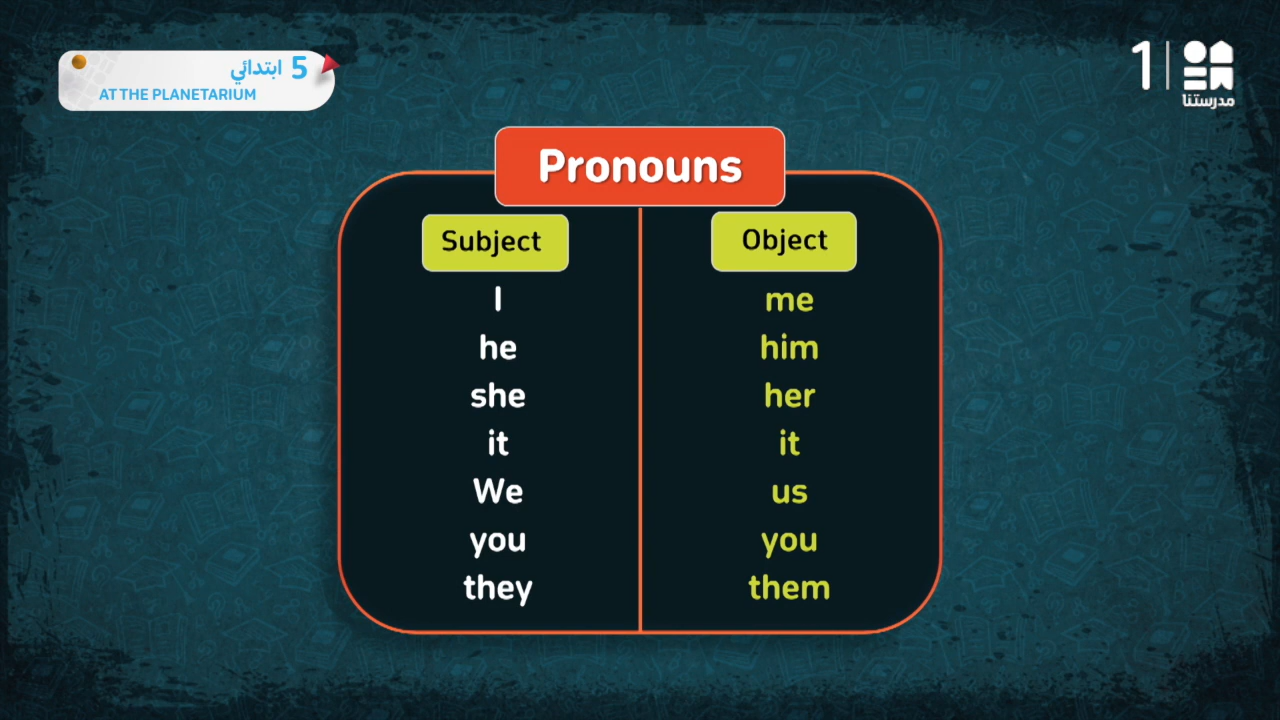 5 ابتدائي
AT THE PLANETARIUM
1
مدرستنا
Pronouns
Subject Object
I me
he him
she her
it it
We us
you you
they them